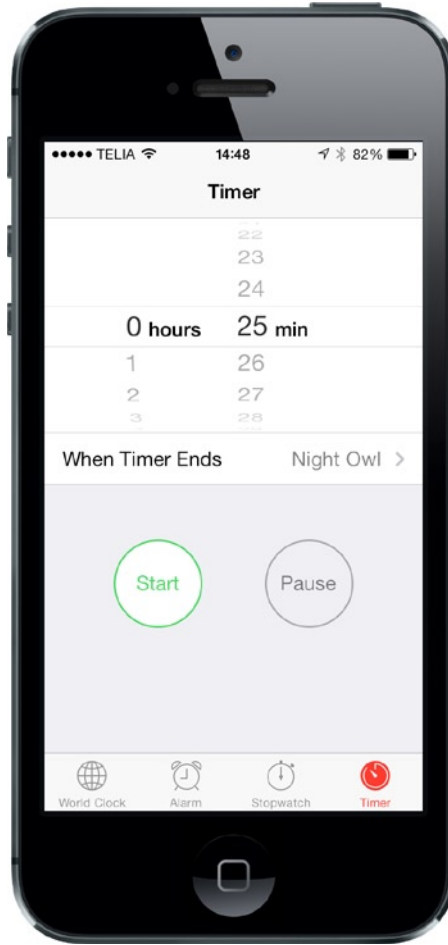 TELIA 14:48 82%
Timer
22
23
24
0 hours 25 min
1 26
2 27
3 28
When Timer Ends Night Owl
Start Pause
World Clock Alarm Stopwatch Timer